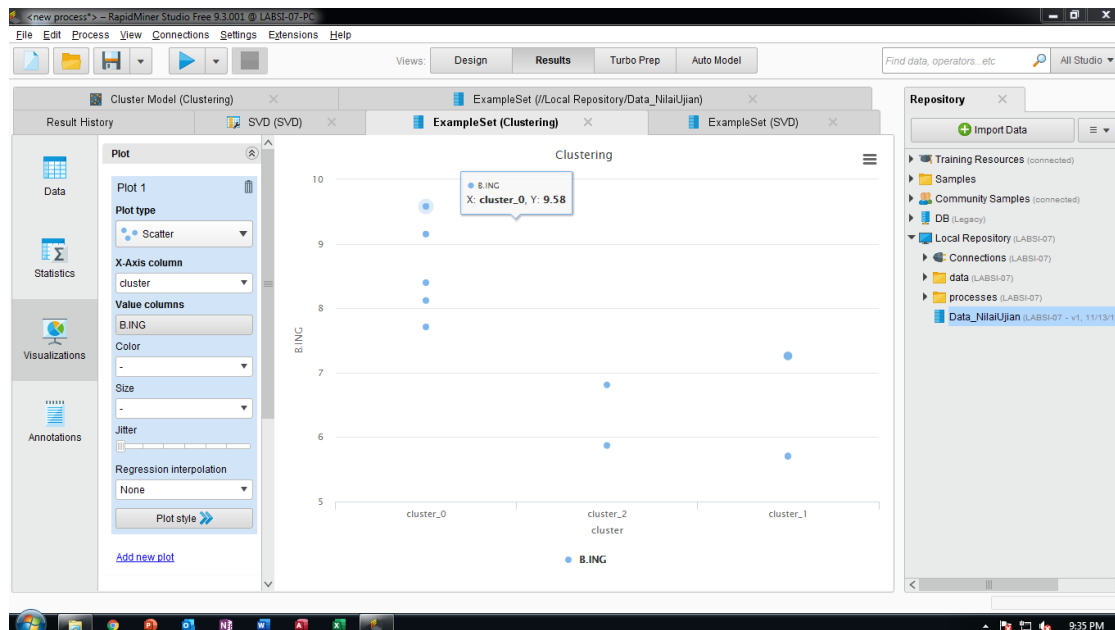 <new process*> – RapidMiner Studio Free 9.3.001 @ LABSI-07-PC
File Edit Process View Connections Settings Extensions Help
Views: Design Results Turbo Prep Auto Model
Find data, operators...etc All Studio
Cluster Model (Clustering) ExampleSet (//Local Repository/Data_NilaiUjian)
Result History SVD (SVD) ExampleSet (Clustering) ExampleSet (SVD)
Data
Statistics
Visualizations
Annotations
Plot
Plot 1
Plot type
Scatter
X-Axis column
cluster
Value columns
B.ING
Color
-
Size
-
Jitter
Regression interpolation
None
Plot style
Add new plot
Clustering
B.ING
X: cluster_0, Y: 9.58
10
9
8
7
6
5
B.ING
cluster_0 cluster_2 cluster_1
cluster
B.ING
Repository
Import Data
Training Resources (connected)
Samples
Community Samples (connected)
DB (Legacy)
Local Repository (LABSI-07)
Connections (LABSI-07)
data (LABSI-07)
processes (LABSI-07)
Data_NilaiUjian (LABSI-07 - v1, 11/13/1
9:35 PM